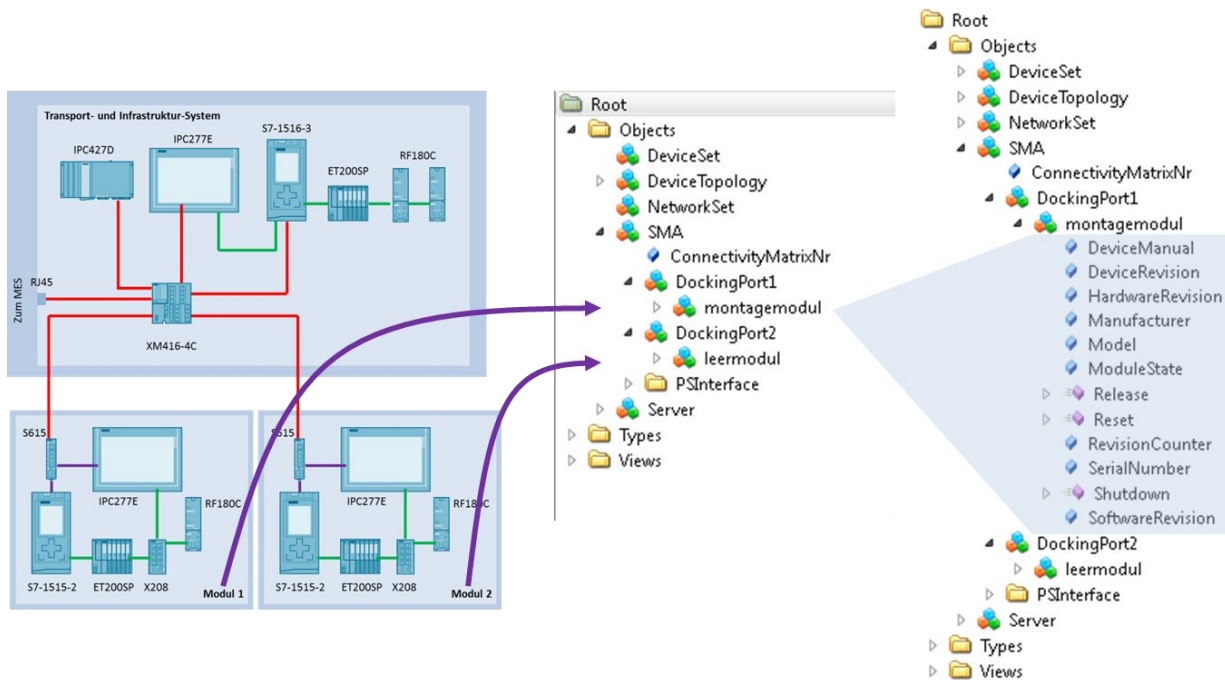 Transport- und Infrastruktur-System
IPC427D
IPC277E
S7-1516-3
ET200SP
RF180C
Zum MES
RJ45
XM416-4C
S615
IPC277E
RF180C
S7-1515-2
ET200SP
X208
Modul 1
S615
IPC277E
RF180C
S7-1515-2
ET200SP
X208
Modul 2
Root
Objects
DeviceSet
DeviceTopology
NetworkSet
SMA
ConnectivityMatrixNr
DockingPort1
montagemodul
DockingPort2
leermodul
PSInterface
Server
Types
Views
Root
Objects
DeviceSet
DeviceTopology
NetworkSet
SMA
ConnectivityMatrixNr
DockingPort1
montagemodul
DeviceManual
DeviceRevision
HardwareRevision
Manufacturer
Model
ModuleState
Release
Reset
RevisionCounter
SerialNumber
Shutdown
SoftwareRevision
DockingPort2
leermodul
PSInterface
Server
Types
Views